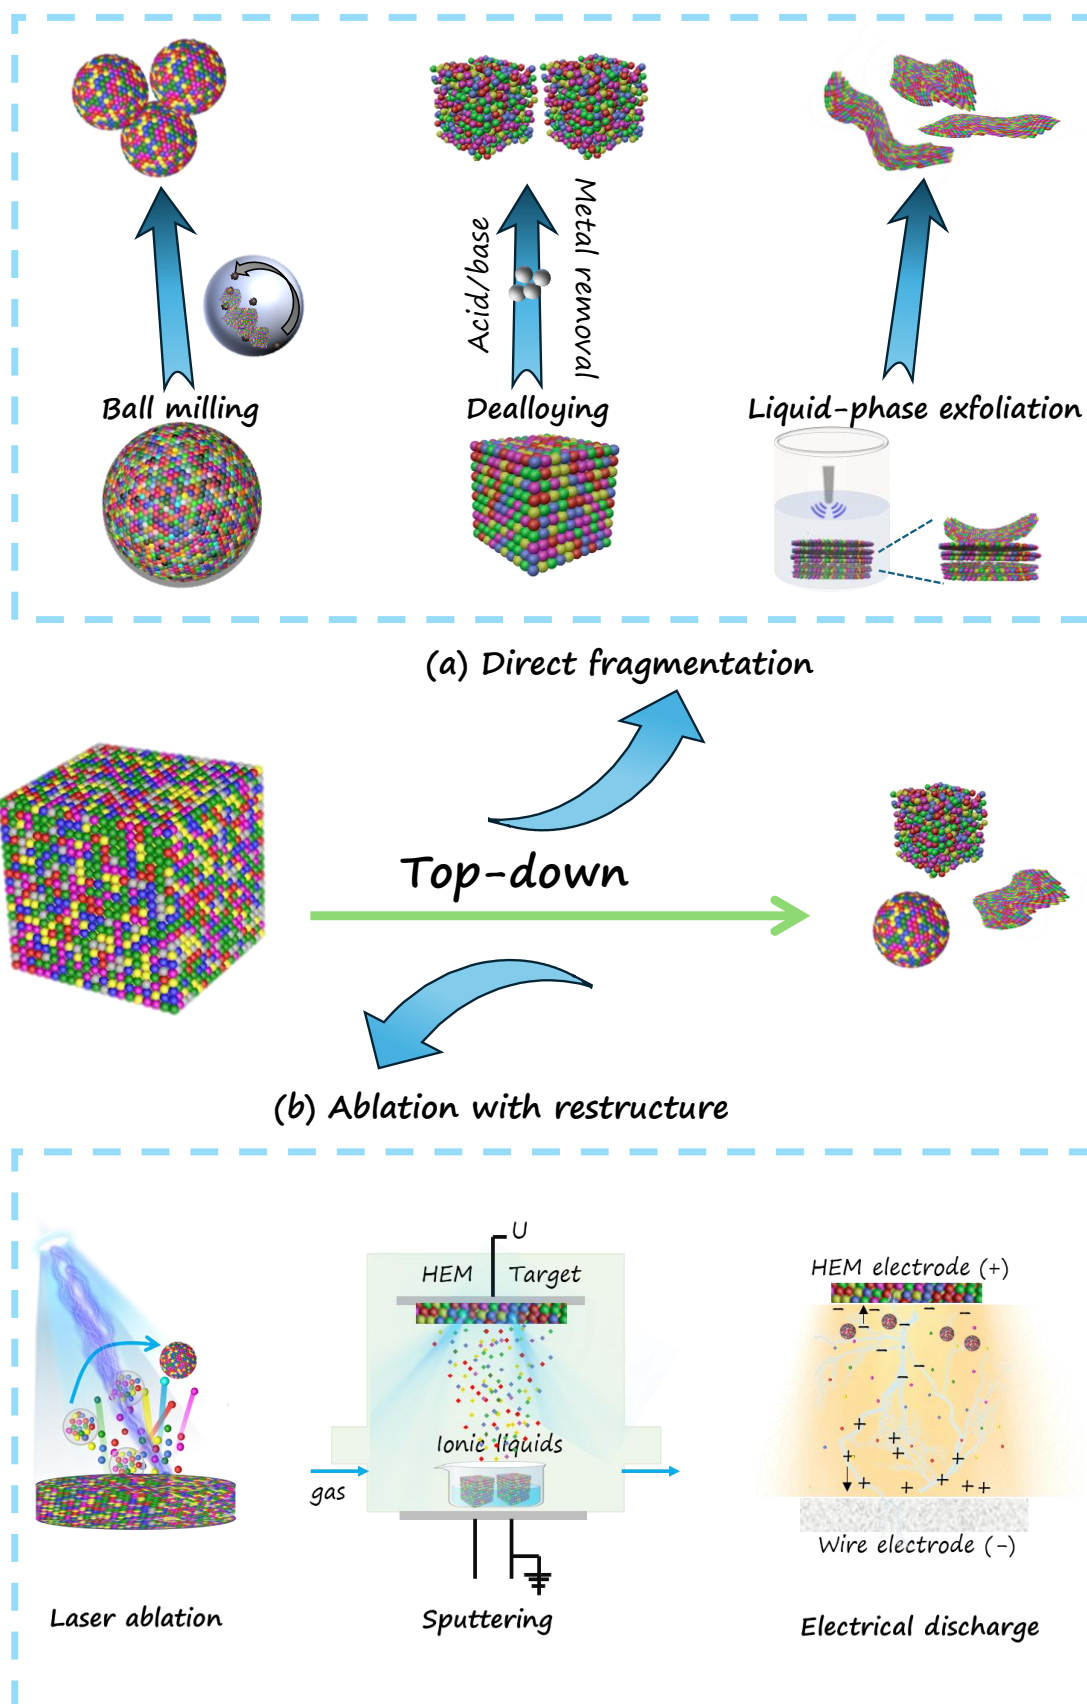 Acid/base
Metal removal
Ball milling
Dealloying
Liquid-phase exfoliation
(a) Direct fragmentation
Top-down
(b) Ablation with restructure
U
HEM Target
Ionic liquids
gas
HEM electrode (+)
Wire electrode (-)
Laser ablation
Sputtering
Electrical discharge